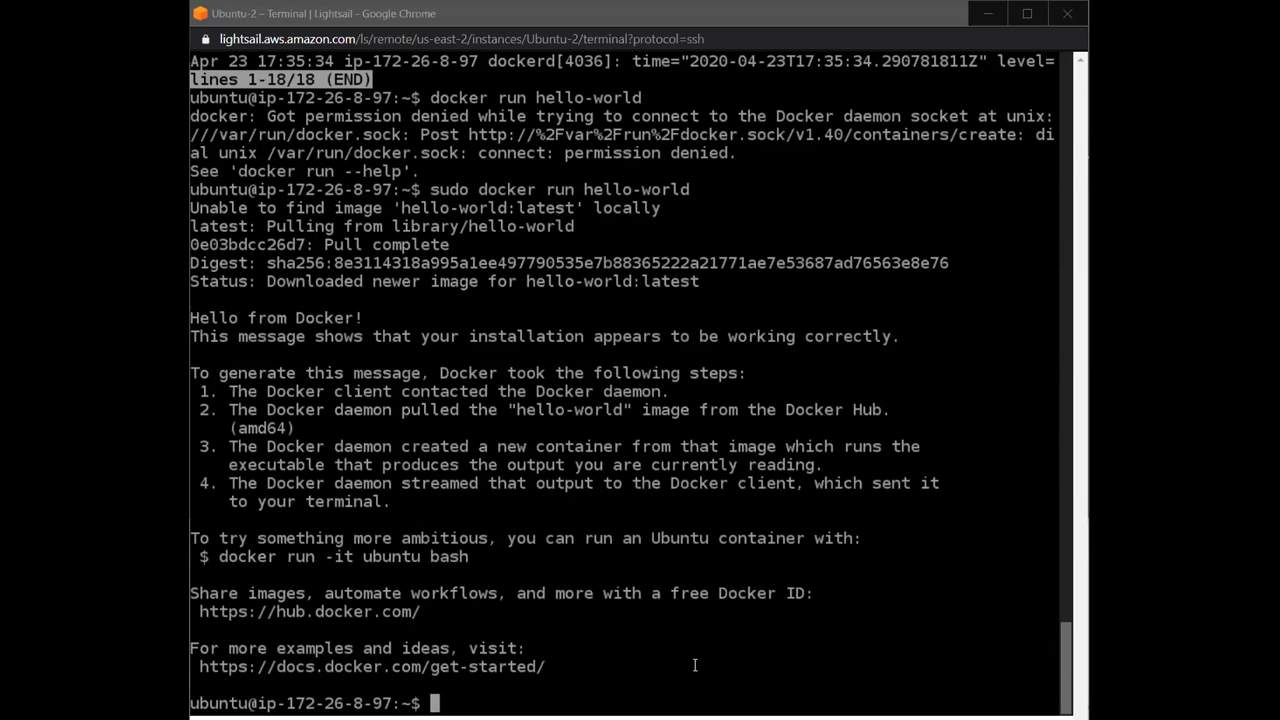 Ubuntu-2 – Terminal | Lightsail - Google Chrome
lightsail.aws.amazon.com/ls/remote/us-east-2/instances/Ubuntu-2/terminal?protocol=ssh
Apr 23 17:35:34 ip-172-26-8-97 dockerd[4036]: time="2020-04-23T17:35:34.290781811Z" level=
lines 1-18/18 (END)
ubuntu@ip-172-26-8-97:~$ docker run hello-world
docker: Got permission denied while trying to connect to the Docker daemon socket at unix:
///var/run/docker.sock: Post http://%2Fvar%2Frun%2Fdocker.sock/v1.40/containers/create: di
al unix /var/run/docker.sock: connect: permission denied.
See 'docker run --help'.
ubuntu@ip-172-26-8-97:~$ sudo docker run hello-world
Unable to find image 'hello-world:latest' locally
latest: Pulling from library/hello-world
0e03bdcc26d7: Pull complete
Digest: sha256:8e3114318a995a1ee497790535e7b88365222a21771ae7e53687ad76563e8e76
Status: Downloaded newer image for hello-world:latest
Hello from Docker!
This message shows that your installation appears to be working correctly.
To generate this message, Docker took the following steps:
1. The Docker client contacted the Docker daemon.
2. The Docker daemon pulled the "hello-world" image from the Docker Hub.
(amd64)
3. The Docker daemon created a new container from that image which runs the
executable that produces the output you are currently reading.
4. The Docker daemon streamed that output to the Docker client, which sent it
to your terminal.
To try something more ambitious, you can run an Ubuntu container with:
$ docker run -it ubuntu bash
Share images, automate workflows, and more with a free Docker ID:
https://hub.docker.com/
For more examples and ideas, visit:
https://docs.docker.com/get-started/
ubuntu@ip-172-26-8-97:~$